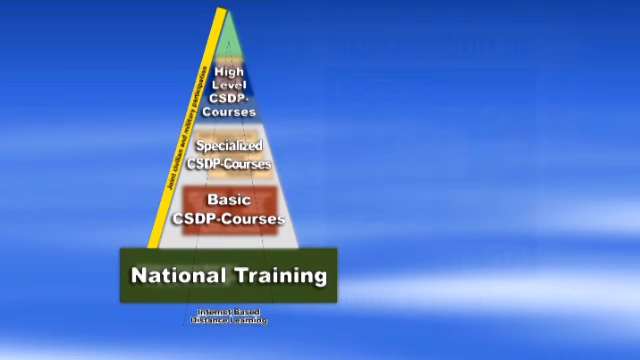 High
Level
CSDP-
Courses
Joint civilian and military participation
Specialized
CSDP-Courses
Basic
CSDP-Courses
National Training
Internet Based
Distance Learning